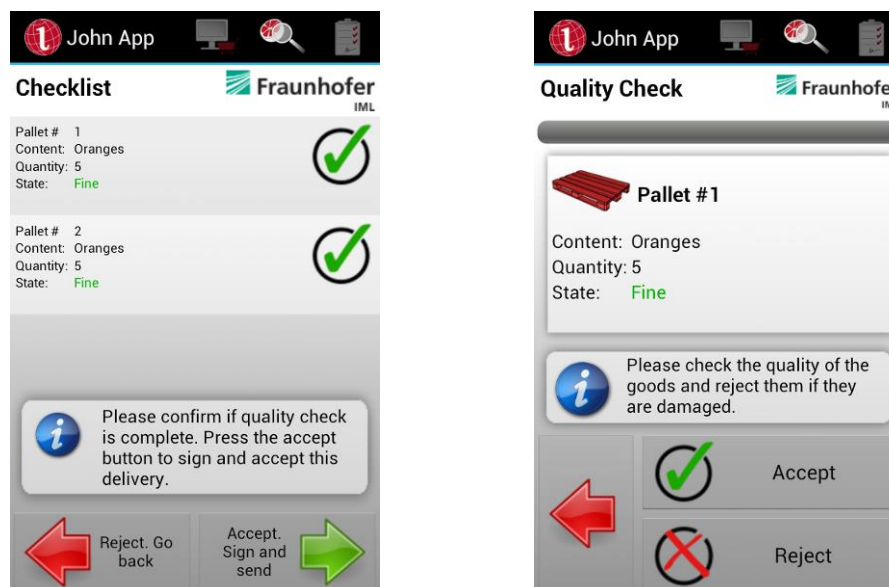 John App
Checklist
Fraunhofer
IML
Pallet # 1
Content: Oranges
Quantity: 5
State: Fine
Pallet # 2
Content: Oranges
Quantity: 5
State: Fine
Please confirm if quality check
is complete. Press the accept
button to sign and accept this
delivery.
Reject. Go
back
Accept.
Sign and
send
John App
Quality Check
Fraunhofe
Pallet #1
Content: Oranges
Quantity: 5
State: Fine
Please check the quality of the
goods and reject them if they
are damaged.
Accept
Reject